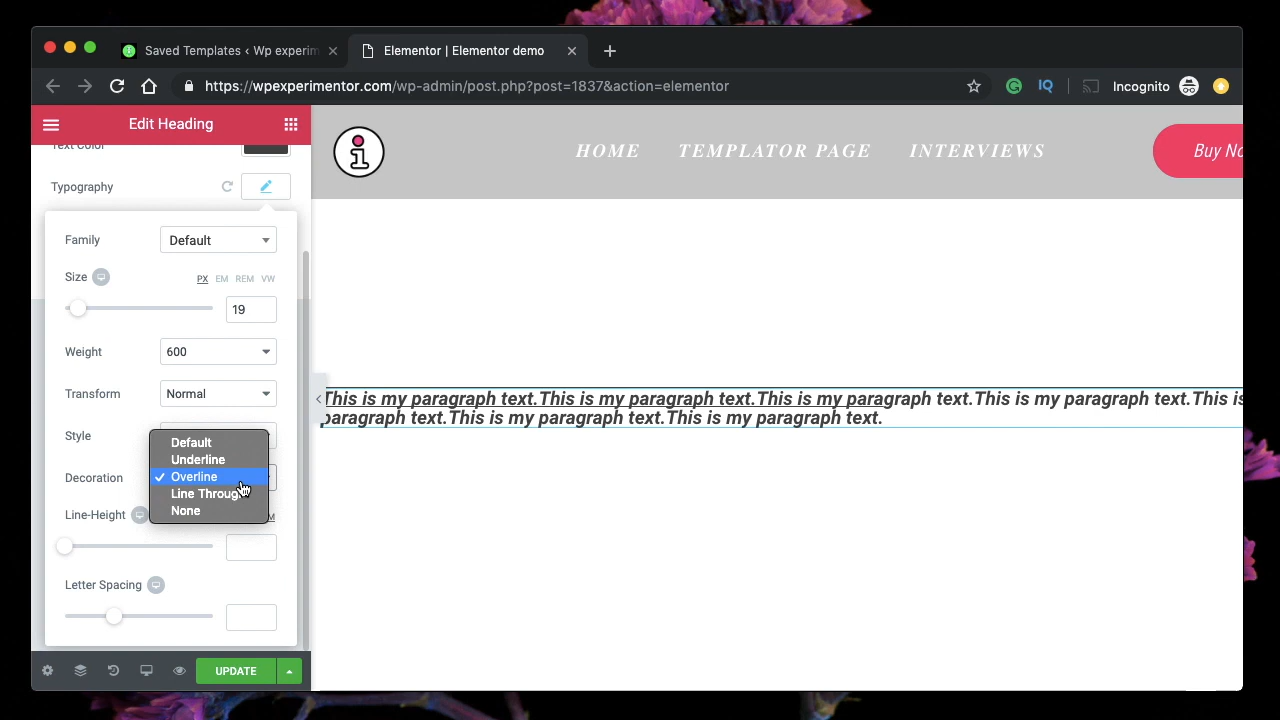 Saved Templates ‹ Wp experim
Elementor | Elementor demo
https://wpexperimentor.com/wp-admin/post.php?post=1837&action=elementor
IQ
Incognito
Edit Heading
Text Color
HOME
TEMPLATOR PAGE
INTERVIEWS
Buy No
Typography
Family
Default
Size
PX EM REM VW
19
Weight
600
Transform
Normal
This is my paragraph text.This is my paragraph text.This is my paragraph text.This is my paragraph text.This is
paragraph text.This is my paragraph text.This is my paragraph text.
Style
Default
Underline
Decoration
✓ Overline
Line Through
None
Line-Height
M
Letter Spacing
UPDATE